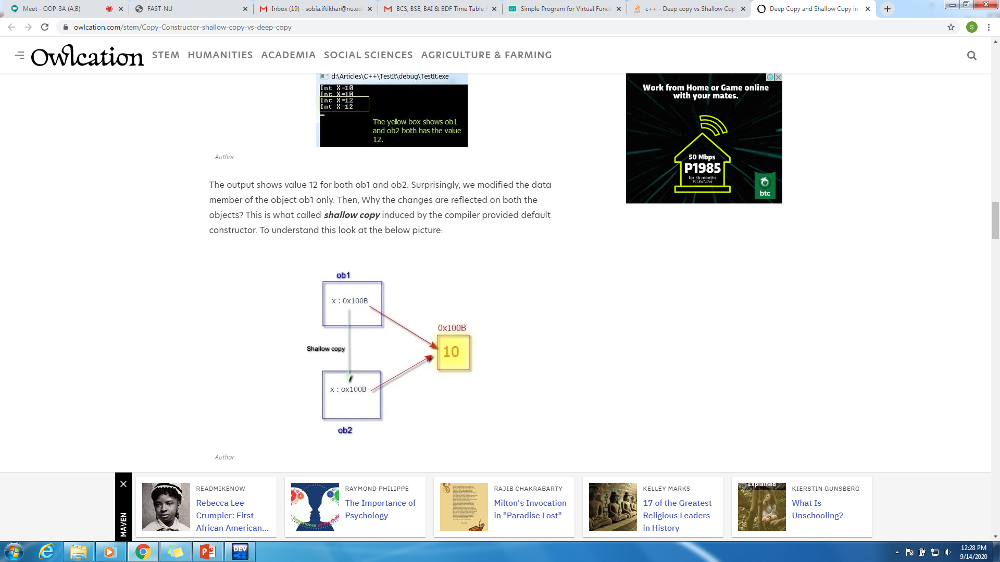 Meet - OOP-3A (A,B)
FAST-NU
Inbox (19) - sobia.iftikhar@nu.ed
BCS, BSE, BAI & BDF Time Table
Simple Program for Virtual Funct
c++ - Deep copy vs Shallow Cop
Deep Copy and Shallow Copy in
owlcation.com/stem/Copy-Constructor-shallow-copy-vs-deep-copy
S
Owlcation
STEM HUMANITIES ACADEMIA SOCIAL SCIENCES AGRICULTURE & FARMING
d:\Articles\C++\TestIt\debug\TestIt.exe
Int X=10
Int X=10
Int X=12
Int X=12
The yellow box shows ob1
and ob2 both has the value
12.
Author
Work from Home or Game online
with your mates.
50 Mbps
P1985
for 36 months
Vat Exclusive
btc
The output shows value 12 for both ob1 and ob2. Surprisingly, we modified the data
member of the object ob1 only. Then, Why the changes are reflected on both the
objects? This is what called shallow copy induced by the compiler provided default
constructor. To understand this look at the below picture:
ob1
x : 0x100B
0x100B
10
Shallow copy
x : ox100B
ob2
Author
MAVEN
READMIKENOW
Rebecca Lee
Crumpler: First
African American...
RAYMOND PHILIPPE
The Importance of
Psychology
RAJIB CHAKRABARTY
Milton's Invocation
in "Paradise Lost"
KELLEY MARKS
17 of the Greatest
Religious Leaders
in History
Explained
KIERSTIN GUNSBERG
What Is
Unschooling?
DEV
C++
12:28 PM
9/14/2020